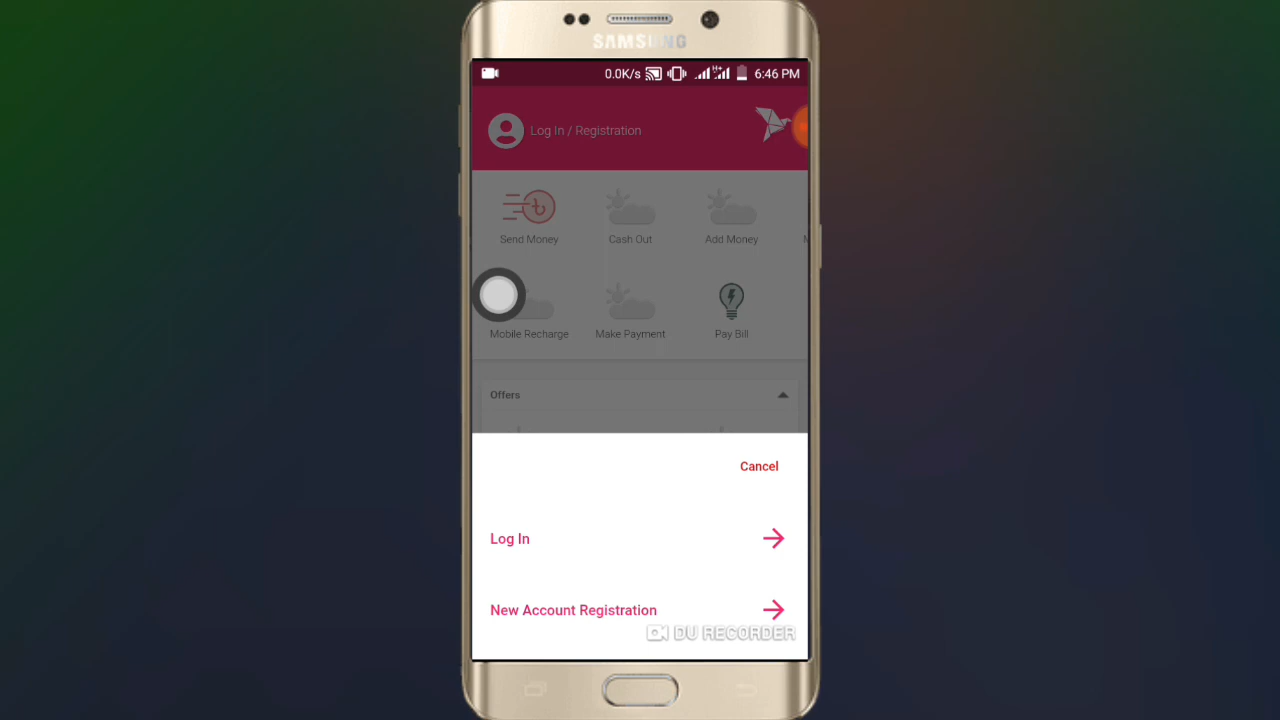 SAMSUNG
0.0K/s H+ 6:46 PM
Log In / Registration
Send Money Cash Out Add Money
Mobile Recharge Make Payment Pay Bill
Offers
Cancel
Log In
New Account Registration
DU RECORDER